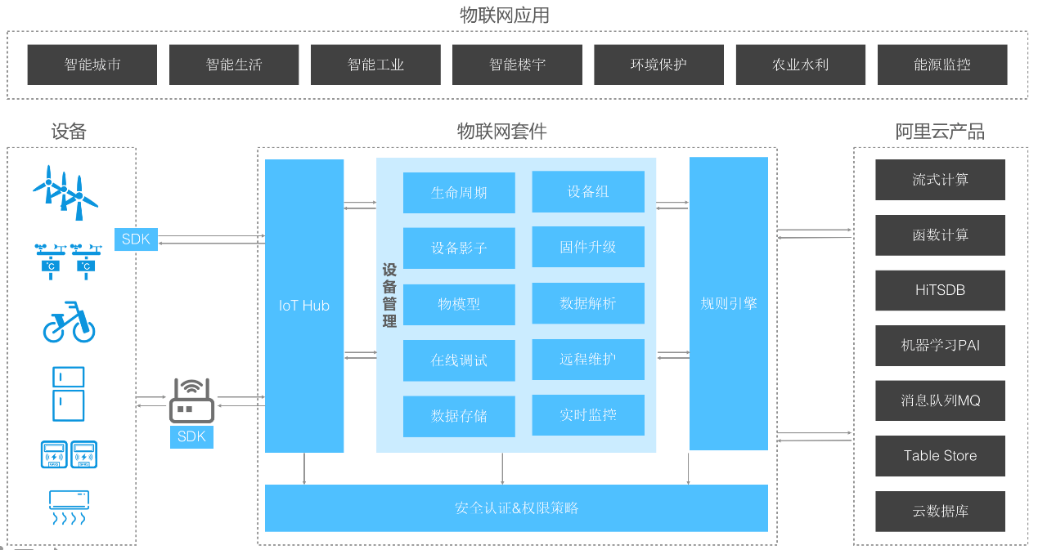 物联网应用
智能城市
智能生活
智能工业
智能楼宇
环境保护
农业水利
能源监控
设备
物联网套件
阿里云产品
SDK
SDK
IoT Hub
设备管理
生命周期
设备组
设备影子
固件升级
物模型
数据解析
在线调试
远程维护
数据存储
实时监控
规则引擎
安全认证&权限策略
流式计算
函数计算
HiTSDB
机器学习PAI
消息队列MQ
Table Store
云数据库
℃
℃